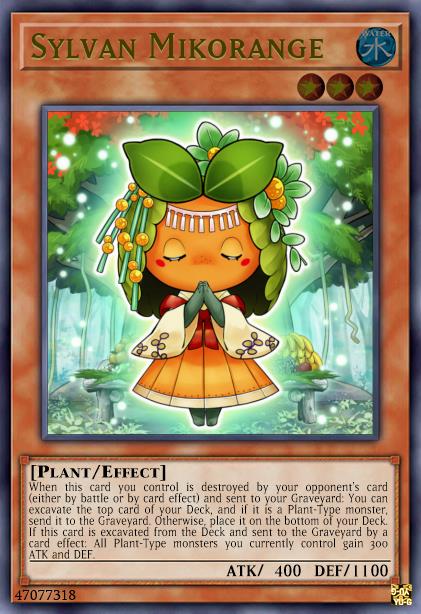 SYLVAN MIKORANGE
WATER
水
[PLANT/EFFECT]
When this card you control is destroyed by your opponent's card
(either by battle or by card effect) and sent to your Graveyard: You can
excavate the top card of your Deck, and if it is a Plant-Type monster,
send it to the Graveyard. Otherwise, place it on the bottom of your Deck.
If this card is excavated from the Deck and sent to the Graveyard by a
card effect: All Plant-Type monsters you currently control gain 300
ATK and DEF.
ATK/ 400 DEF/1100
47077318